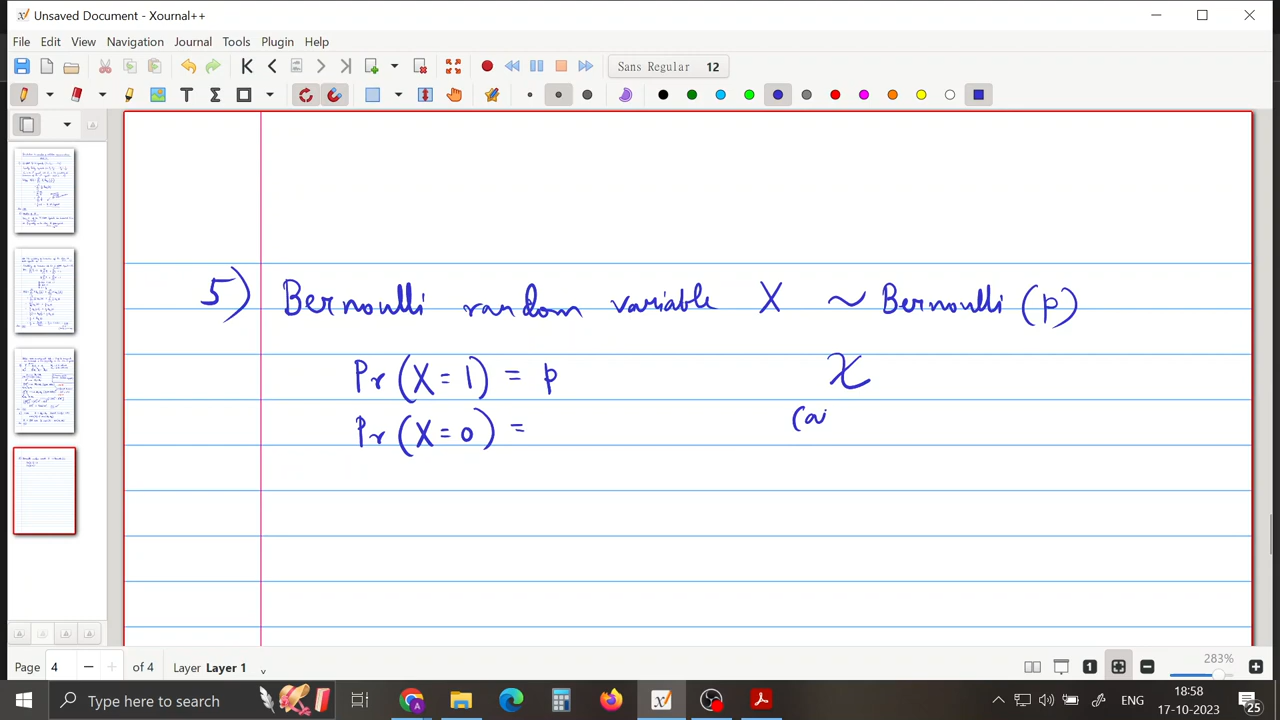 Unsaved Document - Xournal++
File Edit View Navigation Journal Tools Plugin Help
Sans Regular 12
5) Bernoulli random variable X ~ Bernoulli (p)
Pr (X = 1) = p
X
Pr (X = 0) =
Page 4 of 4 Layer Layer 1
283%
Type here to search
ENG
18:58
17-10-2023
25